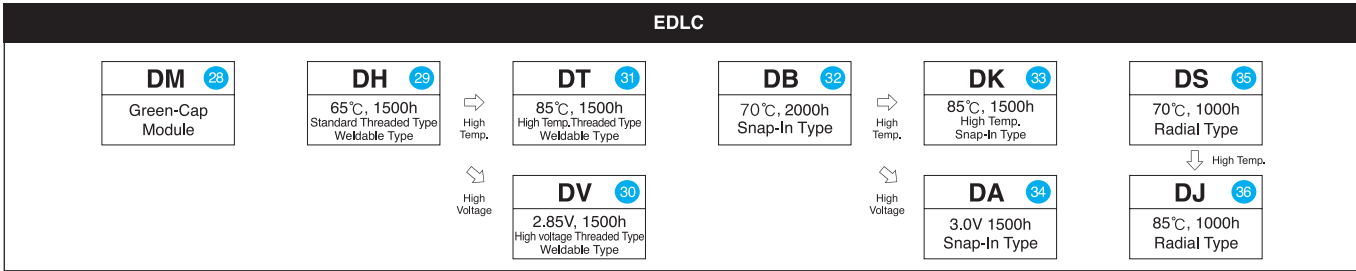 EDLC
DM 28
Green-Cap
Module
DH 29
65℃, 1500h
Standard Threaded Type
Weldable Type
High
Temp.
DT 31
85℃, 1500h
High Temp.Threaded Type
Weldable Type
High
Voltage
DV 30
2.85V, 1500h
High voltage Threaded Type
Weldable Type
DB 32
70℃, 2000h
Snap-In Type
High
Temp.
DK 33
85℃, 1500h
High Temp.
Snap-In Type
High
Voltage
DA 34
3.0V 1500h
Snap-In Type
DS 35
70℃, 1000h
Radial Type
High Temp.
DJ 36
85℃, 1000h
Radial Type